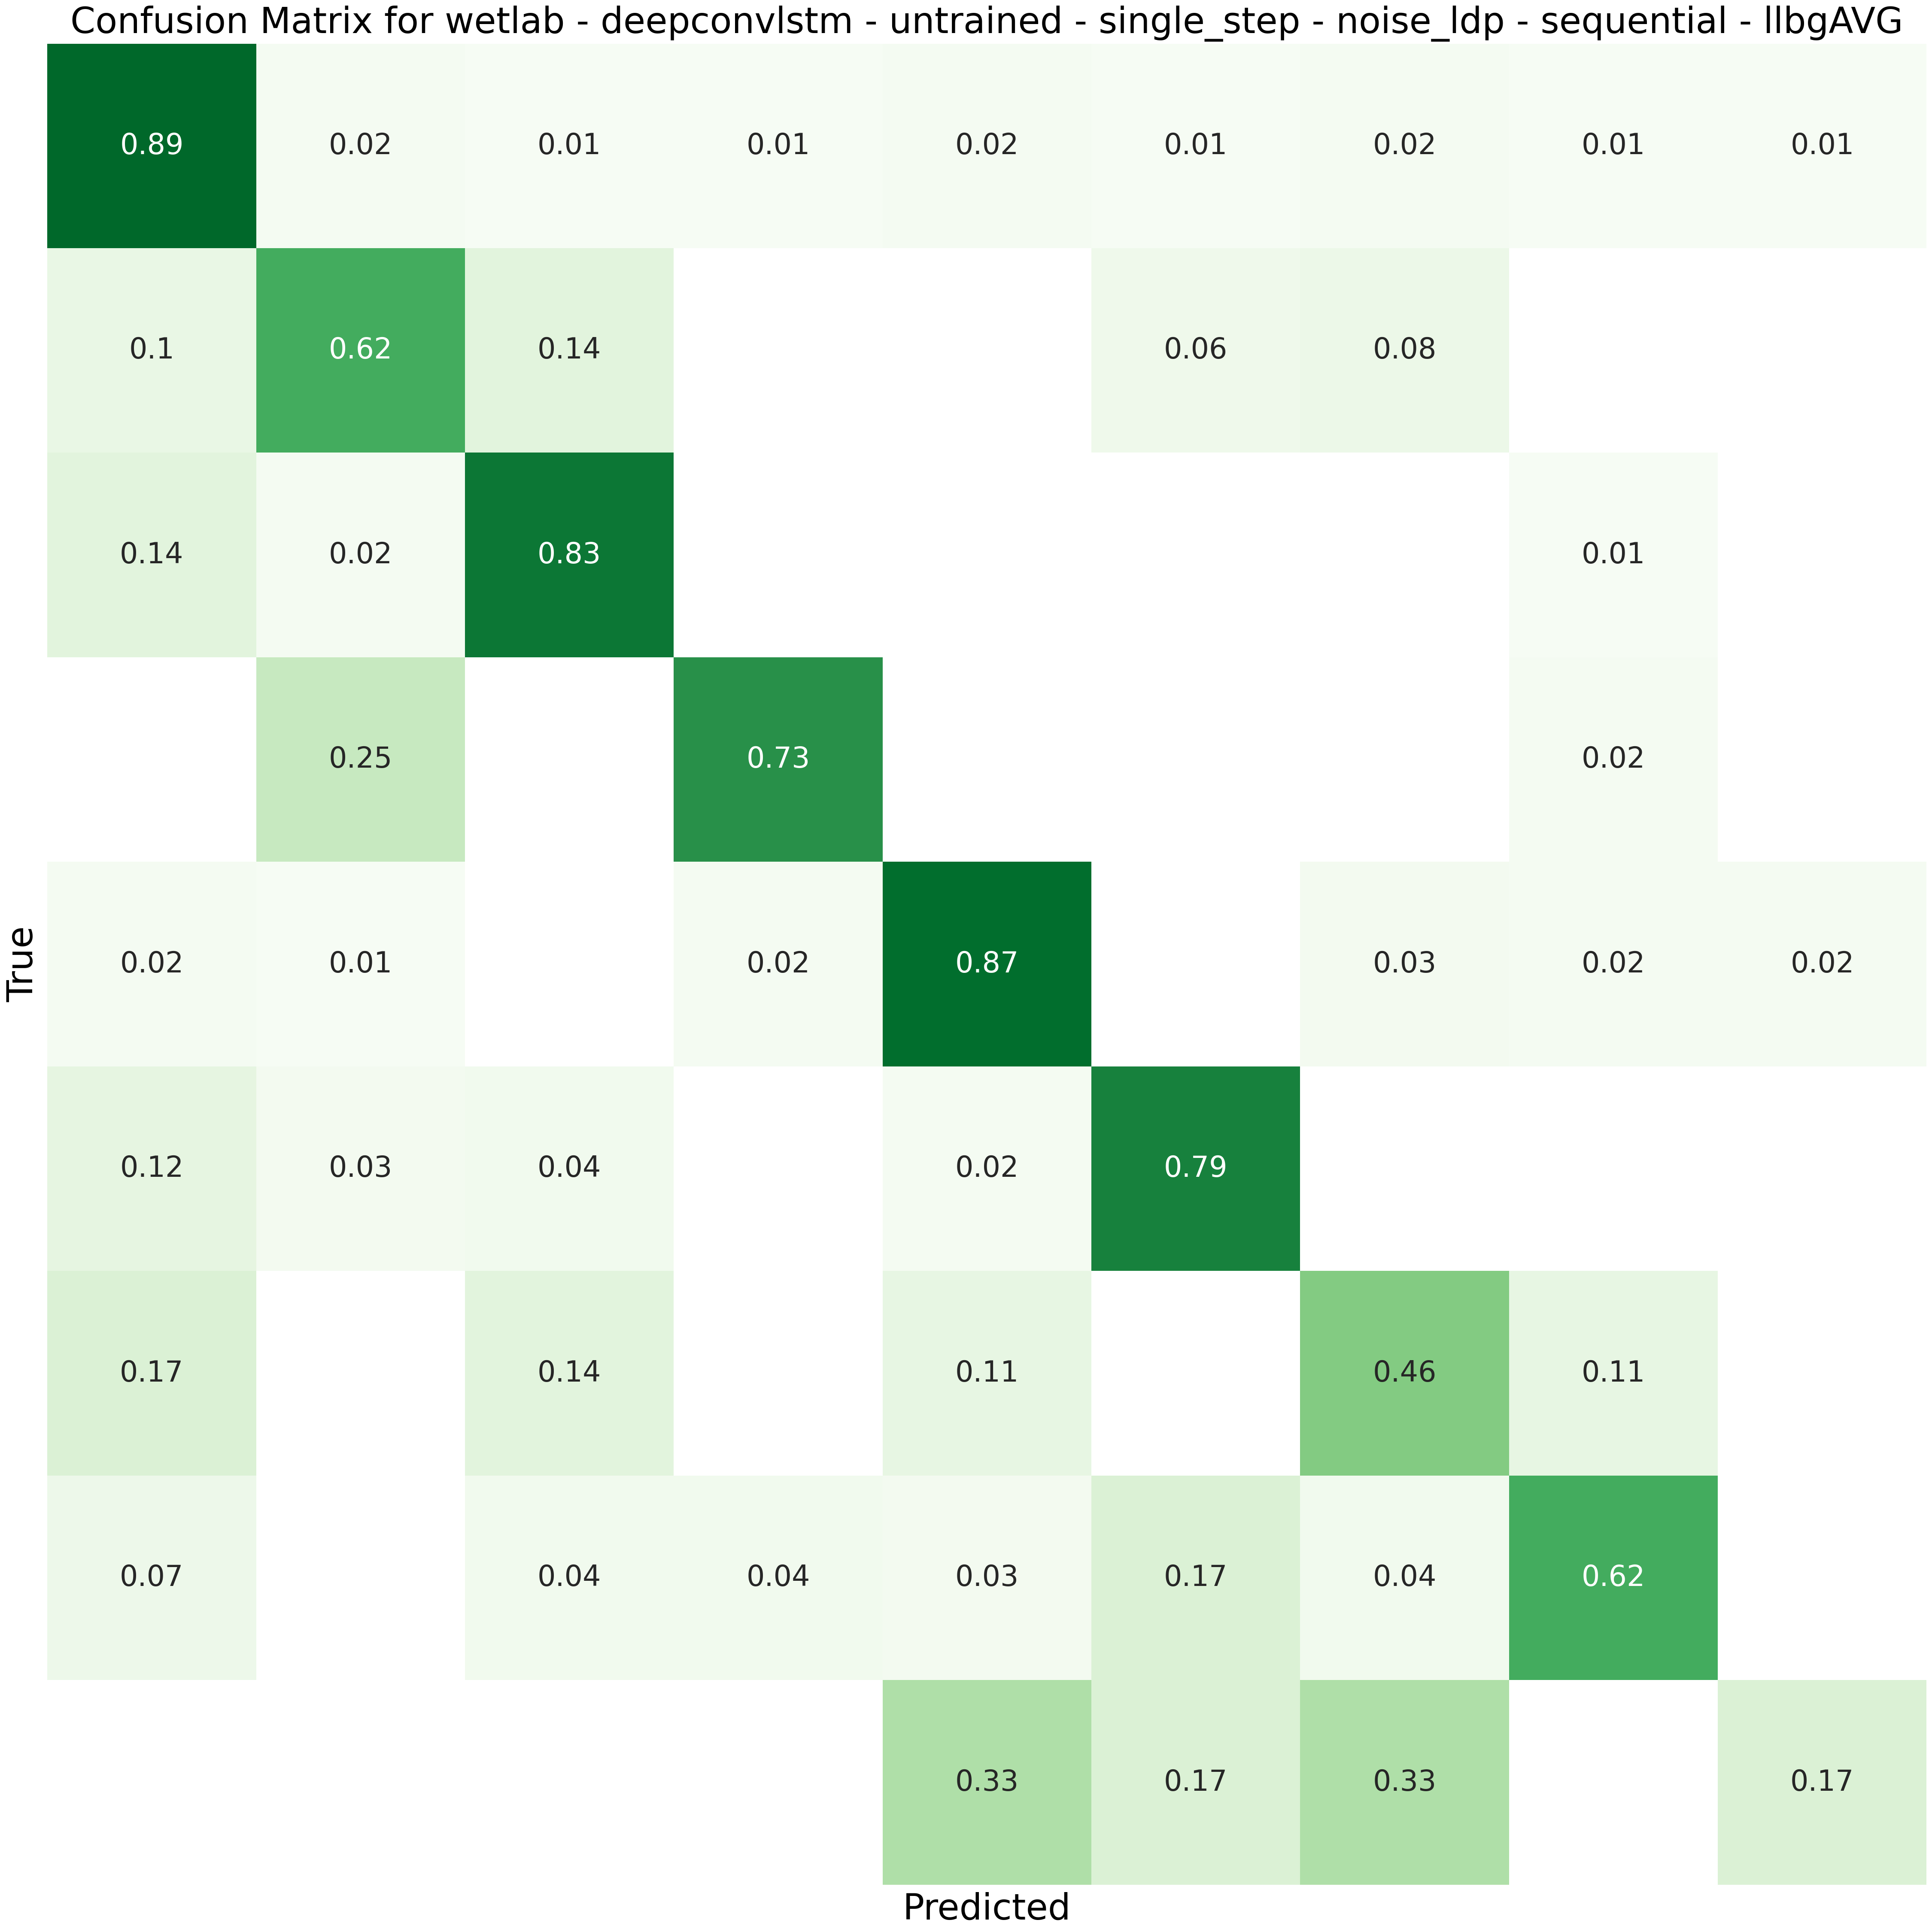 Confusion Matrix for wetlab - deepconvlstm - untrained - single_step - noise_ldp - sequential - llbgAVG
0.89 0.02 0.01 0.01 0.02 0.01 0.02 0.01 0.01
0.1 0.62 0.14 0.06 0.08
0.14 0.02 0.83 0.01
0.25 0.73 0.02
True
0.02 0.01 0.02 0.87 0.03 0.02 0.02
0.12 0.03 0.04 0.02 0.79
0.17 0.14 0.11 0.46 0.11
0.07 0.04 0.04 0.03 0.17 0.04 0.62
0.33 0.17 0.33 0.17
Predicted